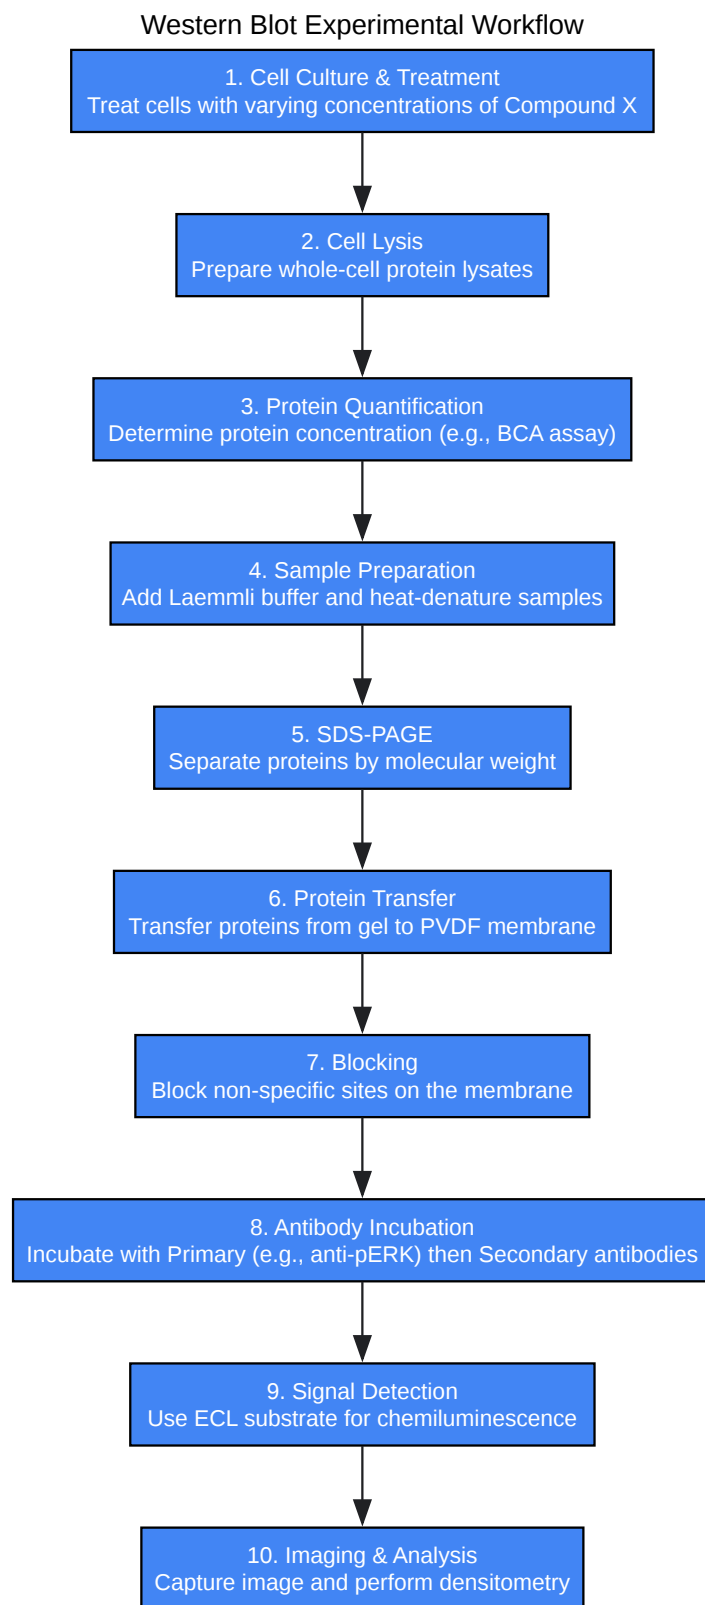 Western Blot Experimental Workflow
1. Cell Culture & Treatment
Treat cells with varying concentrations of Compound X
2. Cell Lysis
Prepare whole-cell protein lysates
3. Protein Quantification
Determine protein concentration (e.g., BCA assay)
4. Sample Preparation
Add Laemmli buffer and heat-denature samples
5. SDS-PAGE
Separate proteins by molecular weight
6. Protein Transfer
Transfer proteins from gel to PVDF membrane
7. Blocking
Block non-specific sites on the membrane
8. Antibody Incubation
Incubate with Primary (e.g., anti-pERK) then Secondary antibodies
9. Signal Detection
Use ECL substrate for chemiluminescence
10. Imaging & Analysis
Capture image and perform densitometry